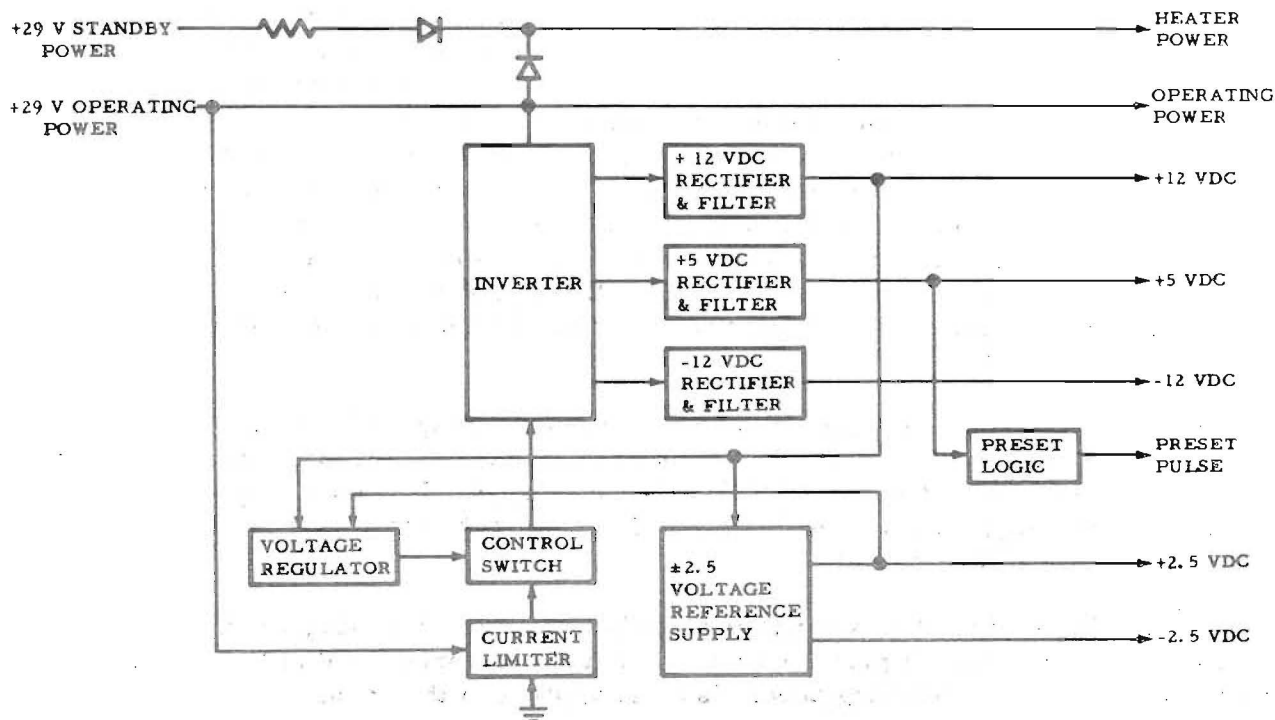 +29 V STANDBY
POWER
HEATER
POWER
+29 V OPERATING
POWER
OPERATING
POWER
INVERTER
+ 12 VDC
RECTIFIER
& FILTER
+12 VDC
+5 VDC
RECTIFIER
& FILTER
+5 VDC
-12 VDC
RECTIFIER
& FILTER
-12 VDC
PRESET
LOGIC
PRESET
PULSE
VOLTAGE
REGULATOR
CONTROL
SWITCH
±2.5
VOLTAGE
REFERENCE
SUPPLY
+2.5 VDC
-2.5 VDC
CURRENT
LIMITER